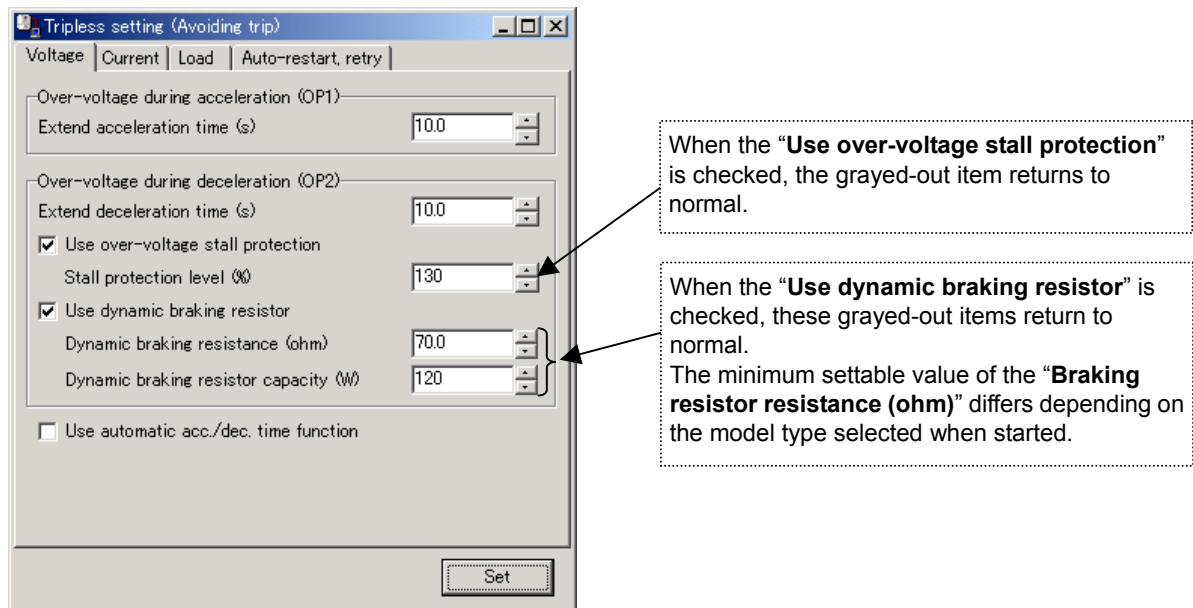 Tripless setting (Avoiding trip)
Voltage Current Load Auto-restart, retry
Over-voltage during acceleration (OP1)
Extend acceleration time (s) 10.0
Over-voltage during deceleration (OP2)
Extend deceleration time (s) 10.0
Use over-voltage stall protection
Stall protection level (%) 130
Use dynamic braking resistor
Dynamic braking resistance (ohm) 70.0
Dynamic braking resistor capacity (W) 120
Use automatic acc./dec. time function
Set
When the “Use over-voltage stall protection”
is checked, the grayed-out item returns to
normal.
When the “Use dynamic braking resistor” is
checked, these grayed-out items return to
normal.
The minimum settable value of the “Braking
resistor resistance (ohm)” differs depending on
the model type selected when started.